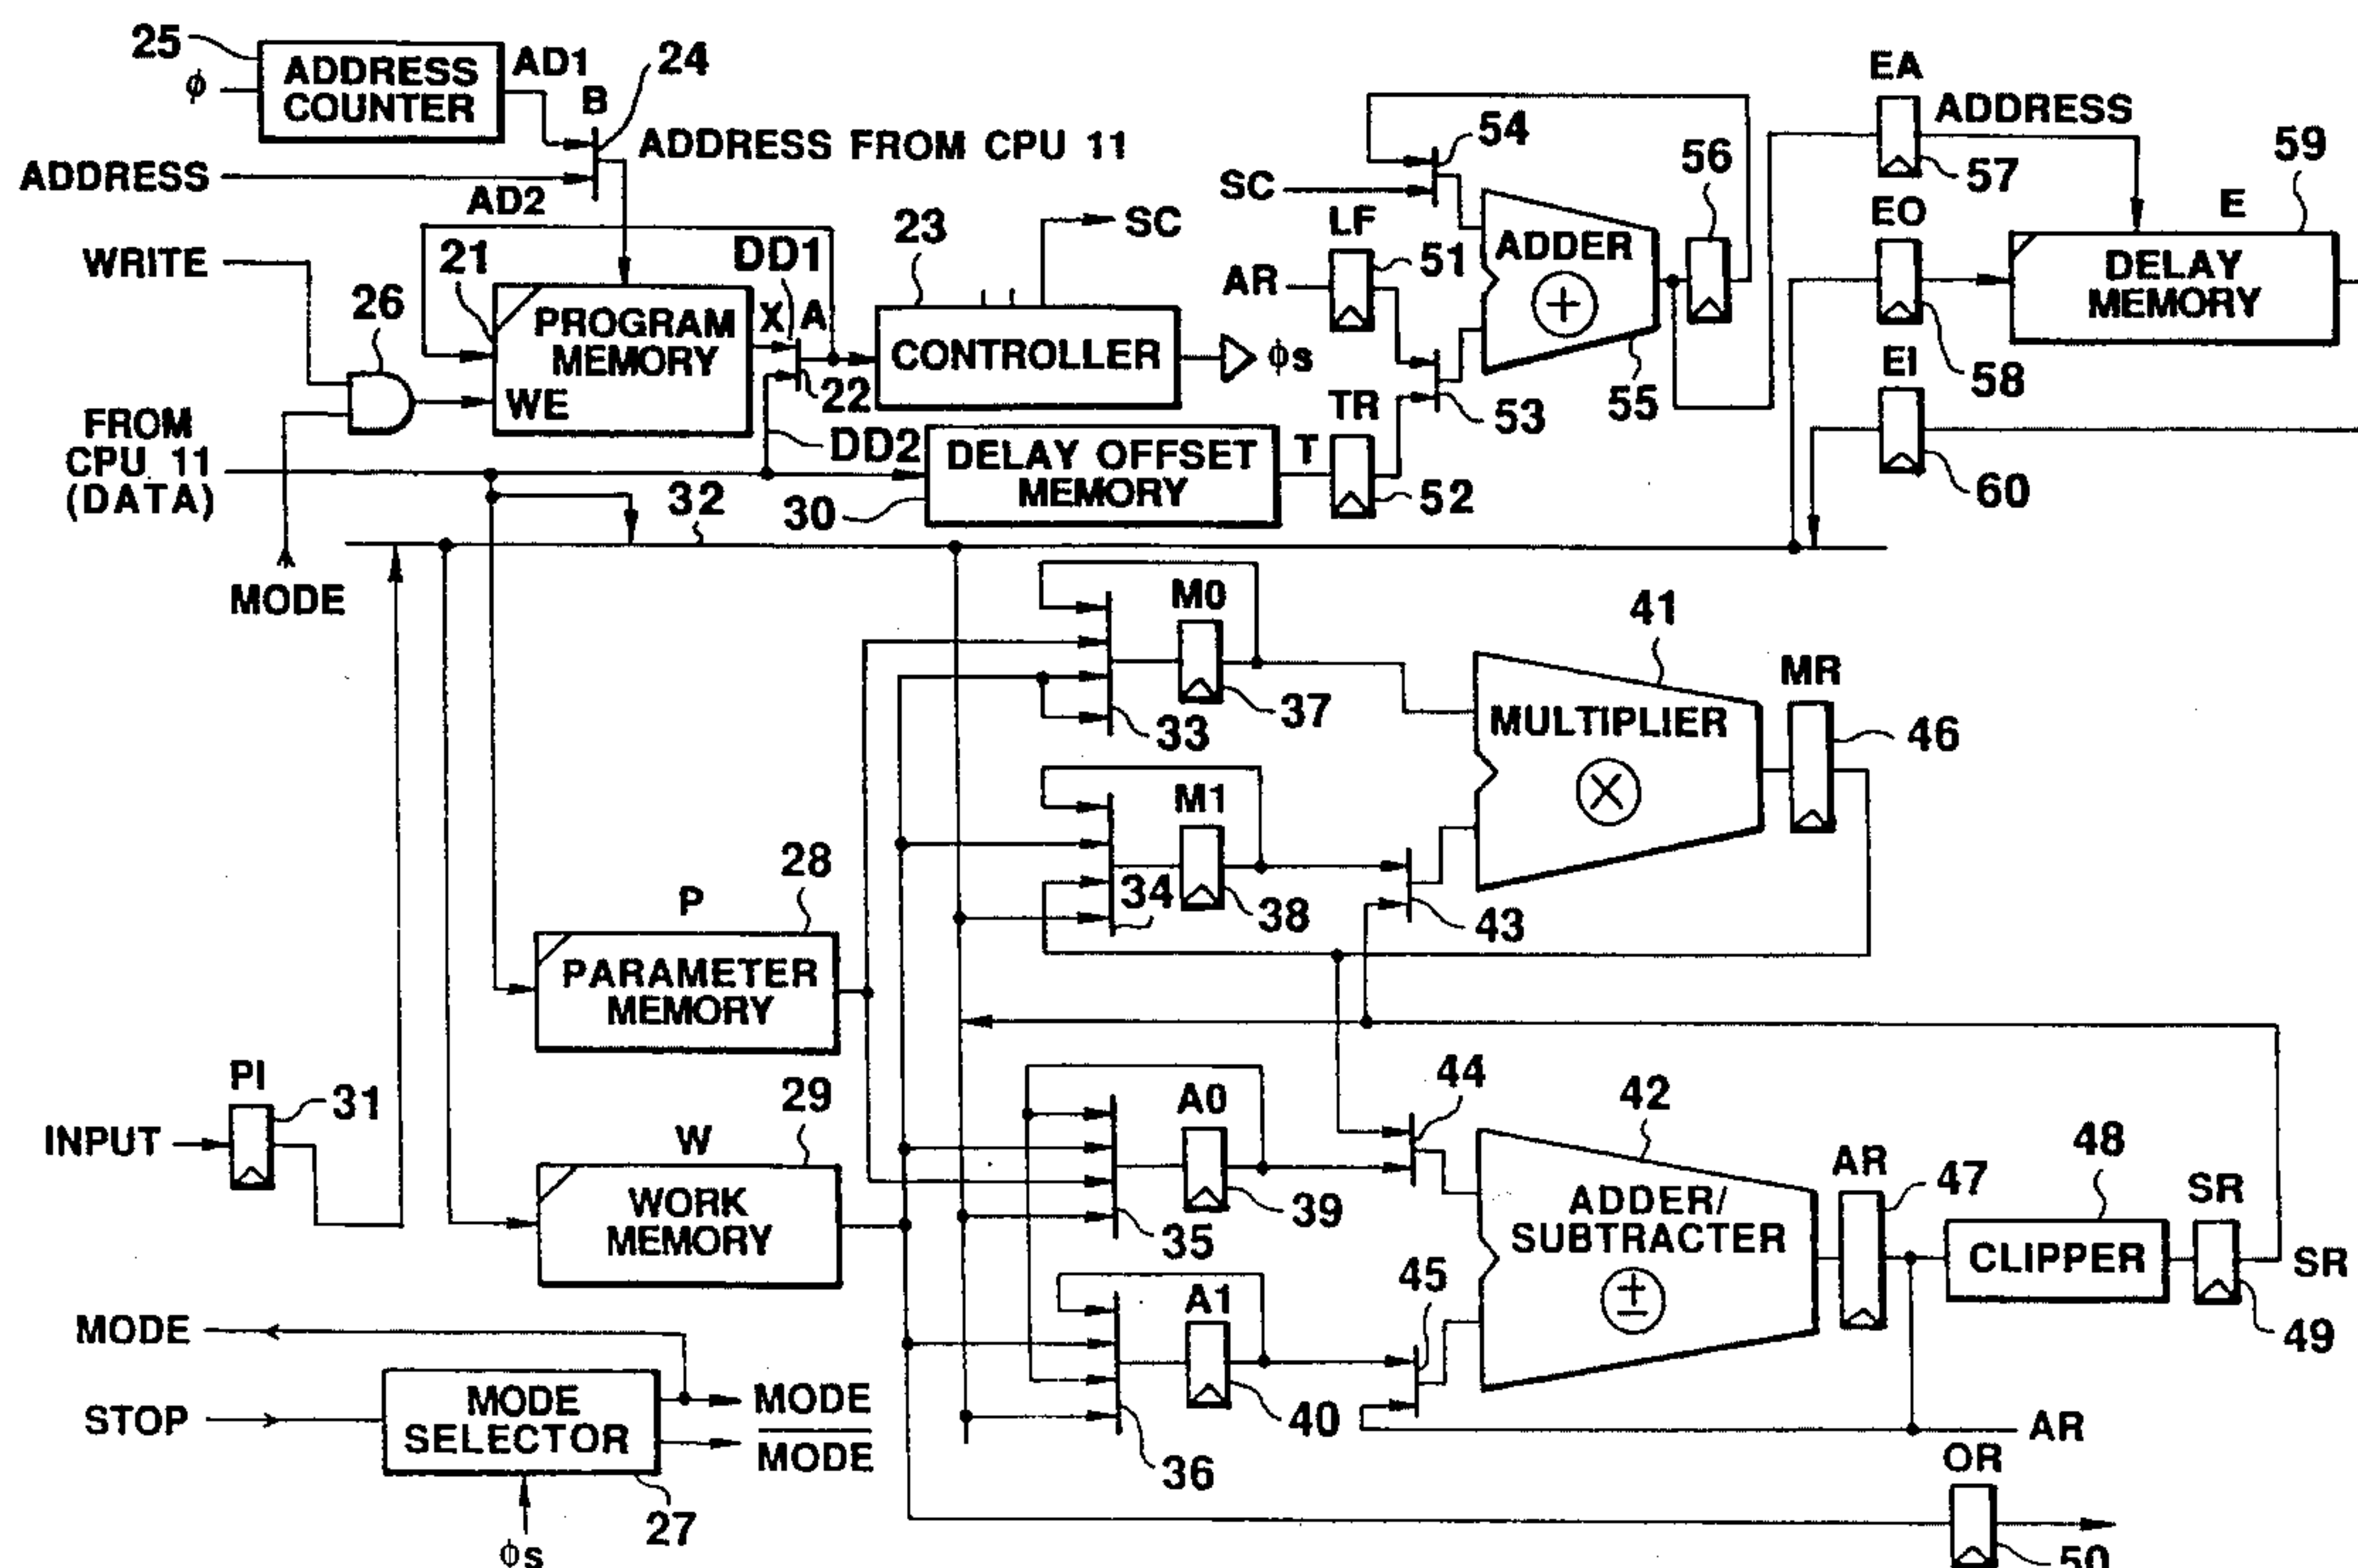 25
φ
ADDRESS
COUNTER
AD1
B
24
ADDRESS FROM CPU 11
ADDRESS
AD2
WRITE
21
26
PROGRAM
MEMORY
WE
DD1
X
A
22
23
SC
CONTROLLER
φs
FROM
CPU 11
(DATA)
DD2
DELAY OFFSET
MEMORY
30
T
32
MODE
54
SC
LF
51
AR
TR
52
53
ADDER
+
55
56
EA
ADDRESS
57
EO
58
EI
60
E
59
DELAY
MEMORY
M0
37
33
M1
34
38
41
MULTIPLIER
×
43
MR
46
P
28
PARAMETER
MEMORY
PI
31
INPUT
W
29
WORK
MEMORY
A0
39
35
A1
40
36
44
45
42
ADDER/
SUBTRACTER
±
AR
47
48
CLIPPER
SR
SR
49
AR
OR
50
MODE
STOP
MODE
SELECTOR
MODE
MODE
27
φs